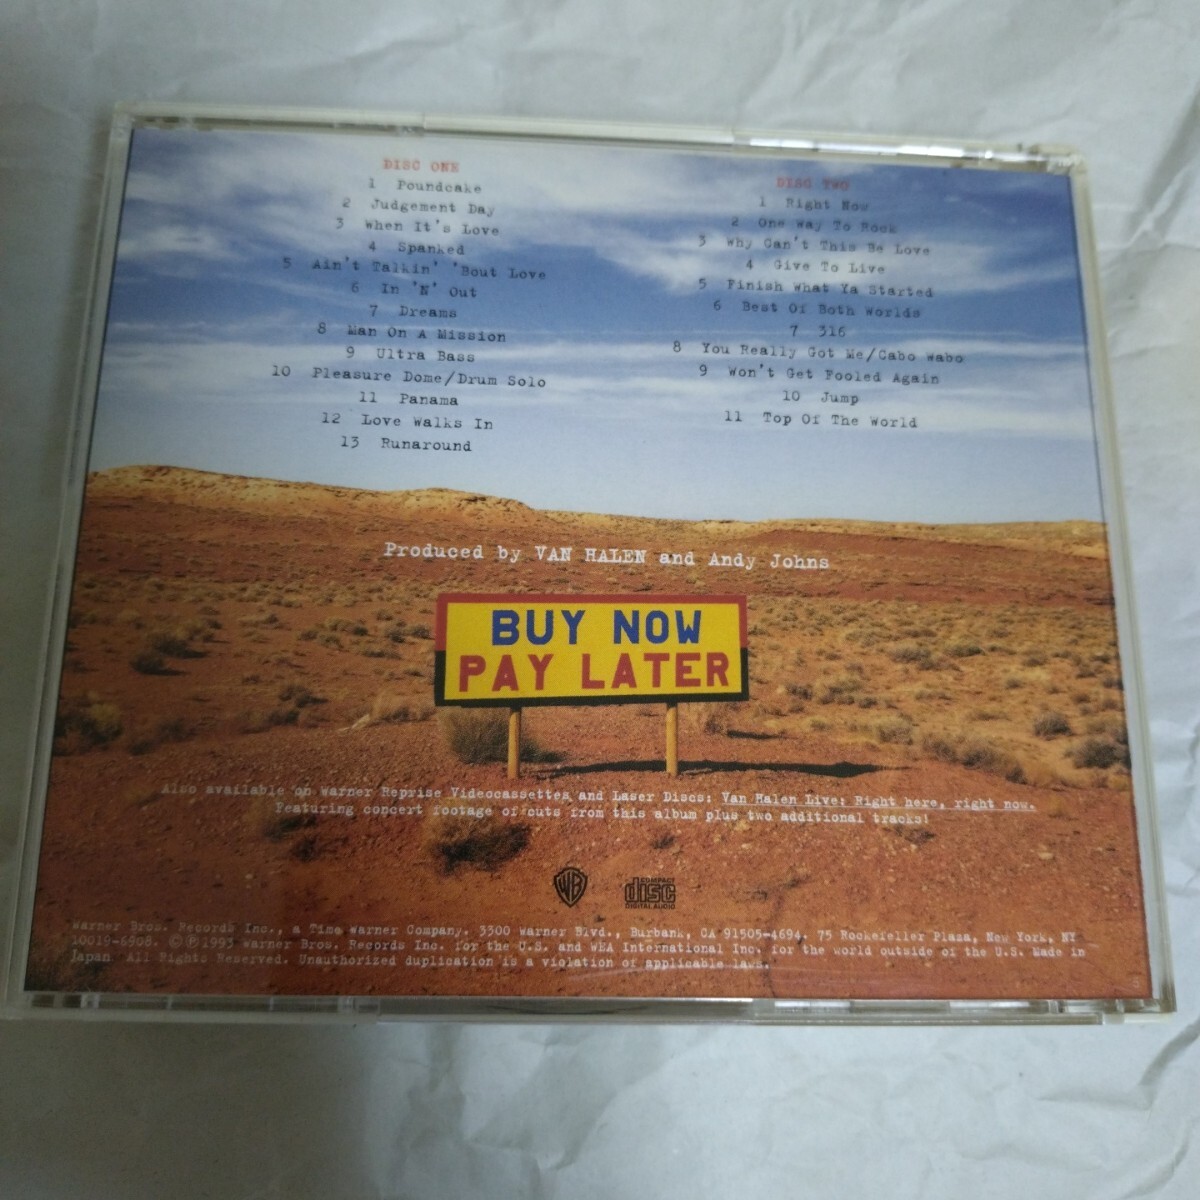 DISC ONE
1 Poundcake
2 Judgement Day
3 When It's Love
4 Spanked
5 Ain't Talkin' 'Bout Love
6 In 'N' Out
7 Dreams
8 Man On A Mission
9 Ultra Bass
10 Pleasure Dome/Drum Solo
11 Panama
12 Love Walks In
13 Runaround
DISC TWO
1 Right Now
2 One Way To Rock
3 Why Can't This Be Love
4 Give To Live
5 Finish What Ya Started
6 Best Of Both Worlds
7 316
8 You Really Got Me/Cabo Wabo
9 Won't Get Fooled Again
10 Jump
11 Top Of The World
Produced by VAN HALEN and Andy Johns
BUY NOW
PAY LATER
Also available on Warner Reprise Videocassettes and Laser Discs: Van Halen Live: Right here, right now.
Featuring concert footage of cuts from this album plus two additional tracks!
WB
COMPACT
disc
DIGITAL AUDIO
Warner Bros. Records Inc., a Time Warner Company. 3300 Warner Blvd., Burbank, CA 91505-4694. 75 Rockefeller Plaza, New York, NY
10019-6908. ©℗1993 Warner Bros. Records Inc. for the U.S. and WEA International Inc. for the world outside of the U.S. Made in
Japan All Rights Reserved. Unauthorized duplication is a violation of applicable laws.